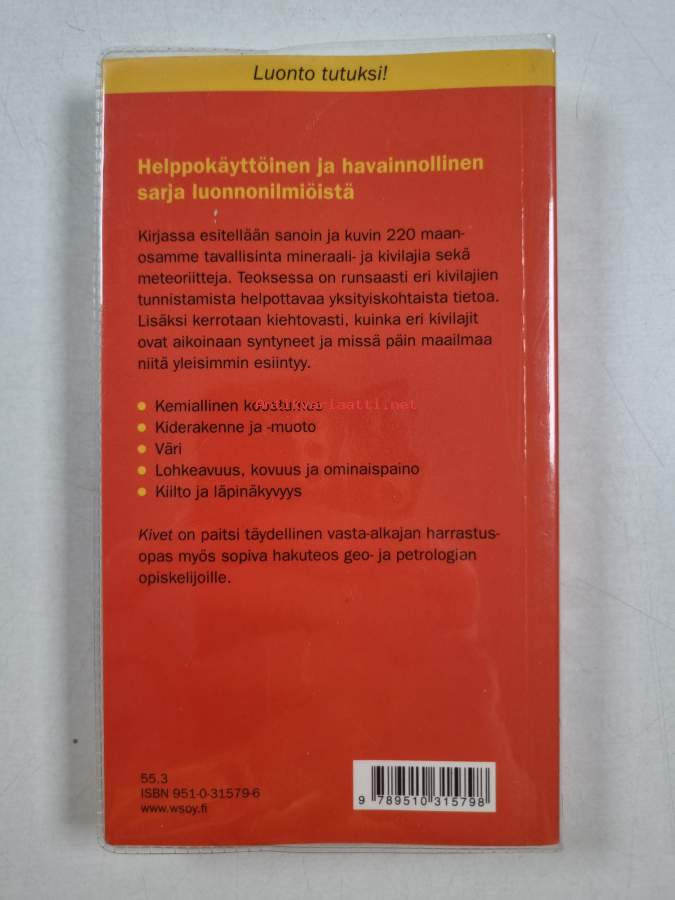 Luonto tutuksi!
Helppokäyttöinen ja havainnollinen
sarja luonnonilmiöistä
Kirjassa esitellään sanoin ja kuvin 220 maan-
osamme tavallisinta mineraali- ja kivilajia sekä
meteoriitteja. Teoksessa on runsaasti eri kivilajien
tunnistamista helpottavaa yksityiskohtaista tietoa.
Lisäksi kerrotaan kiehtovasti, kuinka eri kivilajit
ovat aikoinaan syntyneet ja missä päin maailmaa
niitä yleisimmin esiintyy.
Kemiallinen koostumus
Antikvariaatti.net
Kiderakenne ja -muoto
Väri
Lohkeavuus, kovuus ja ominaispaino
Kiilto ja läpinäkyvyys
Kivet on paitsi täydellinen vasta-alkajan harrastus-
opas myös sopiva hakuteos geo- ja petrologian
opiskelijoille.
55.3
ISBN 951-0-31579-6
www.wsoy.fi
9 789510 315798